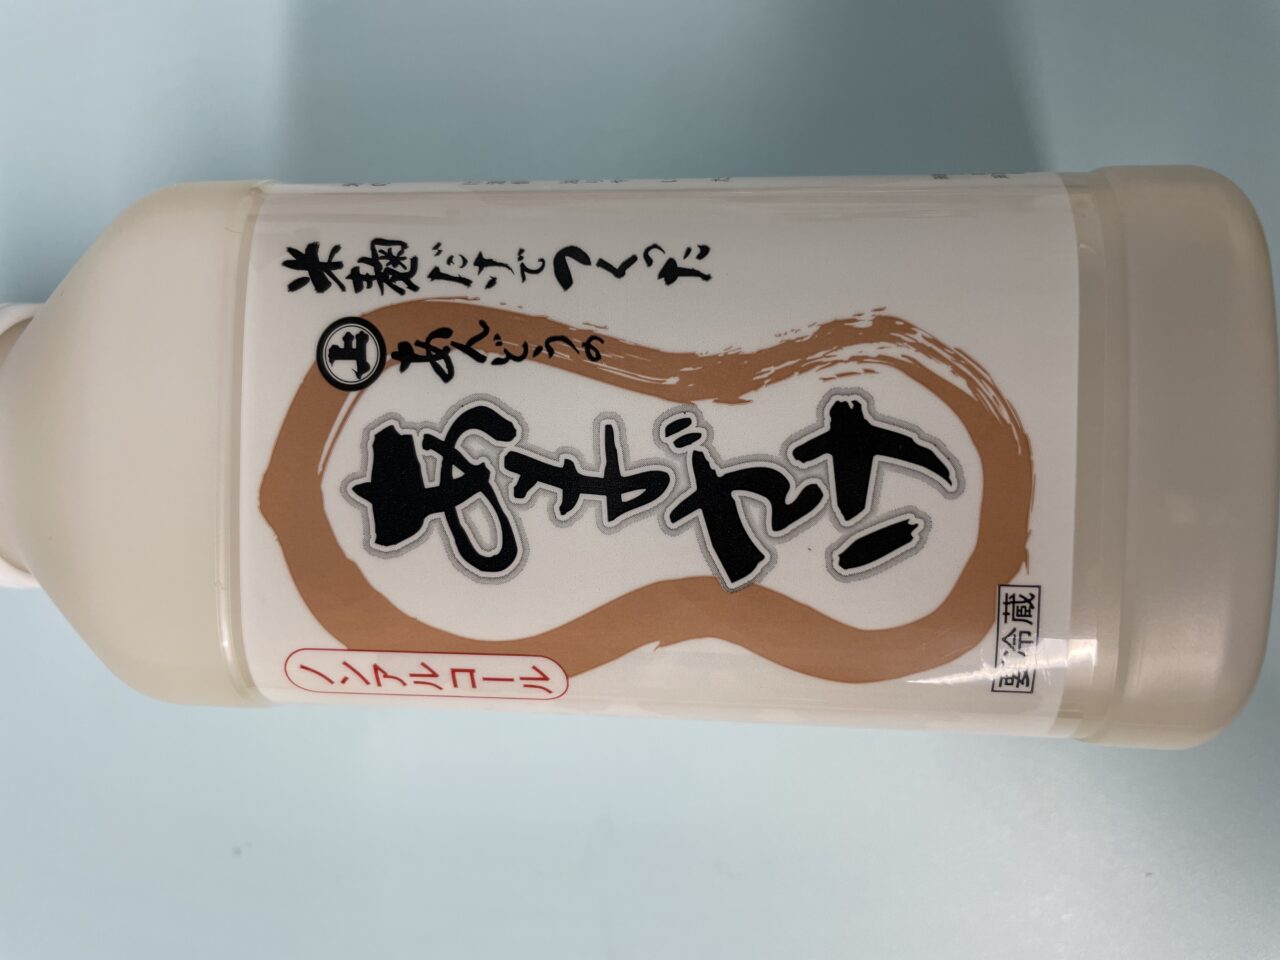 米麹だけでつくった
上
あんどうの
あまざけ
ノンアルコール
要冷蔵